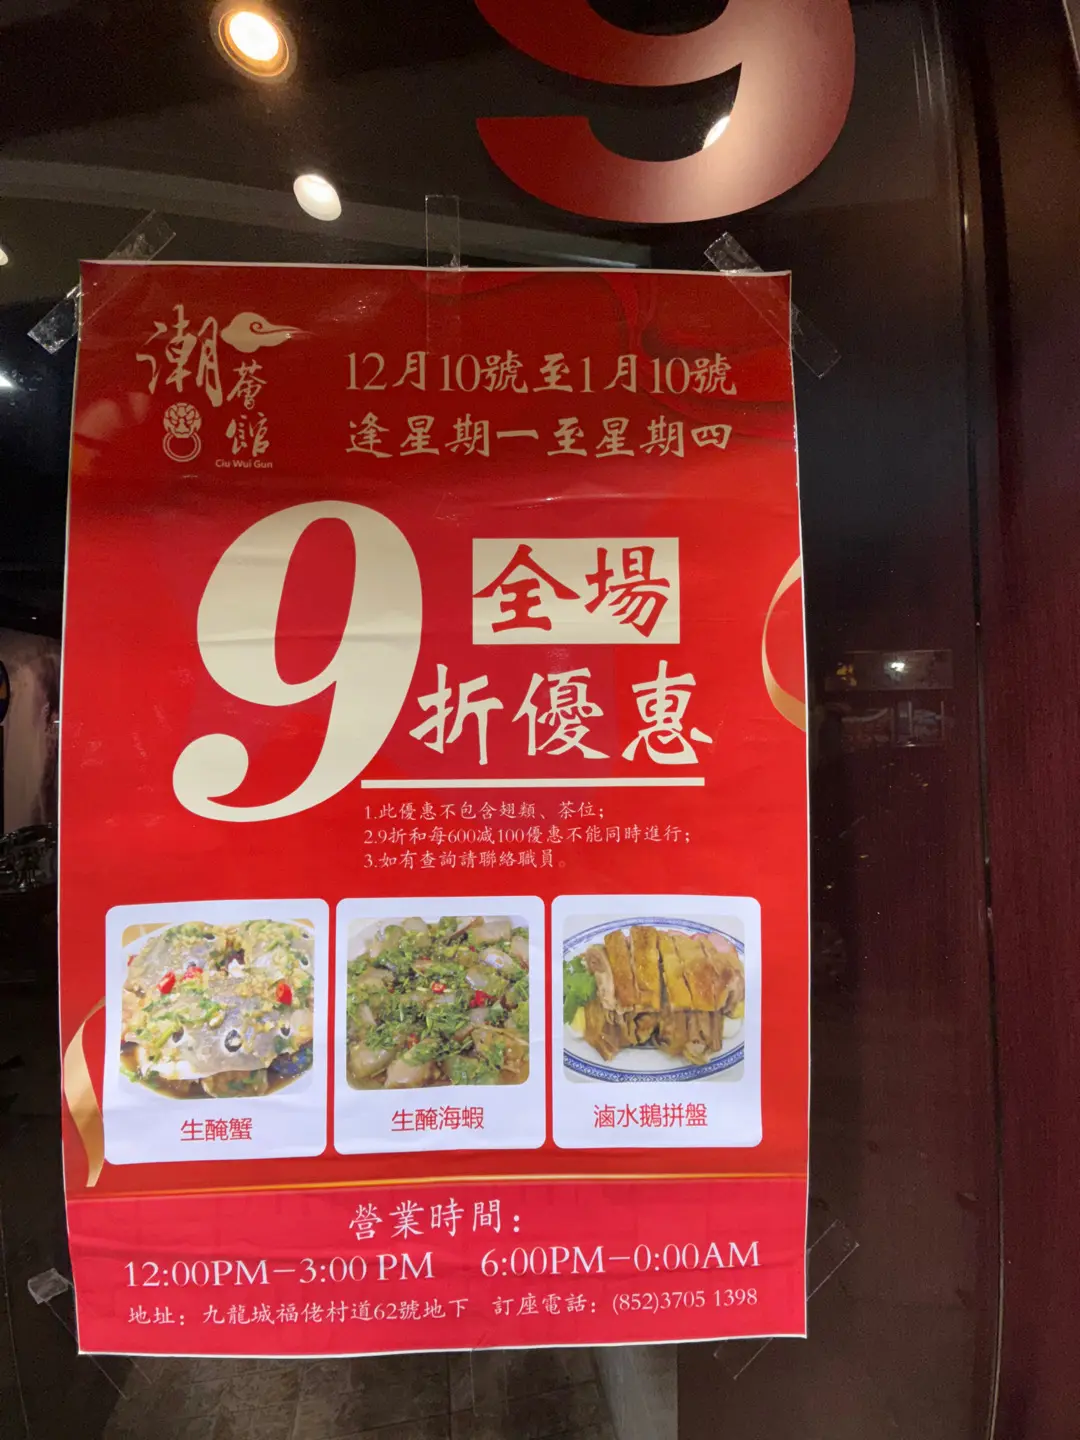 9
潮薈館
Ciu Wui Gun
12月10號至1月10號
逢星期一至星期四
9
全場
折優惠
1.此優惠不包含翅類、茶位;
2.9折和每600減100優惠不能同時進行;
3.如有查詢請聯絡職員。
生醃蟹
生醃海蝦
滷水鵝拼盤
營業時間:
12:00PM-3:00 PM 6:00PM-0:00AM
地址:九龍城福佬村道62號地下 訂座電話:(852)3705 1398